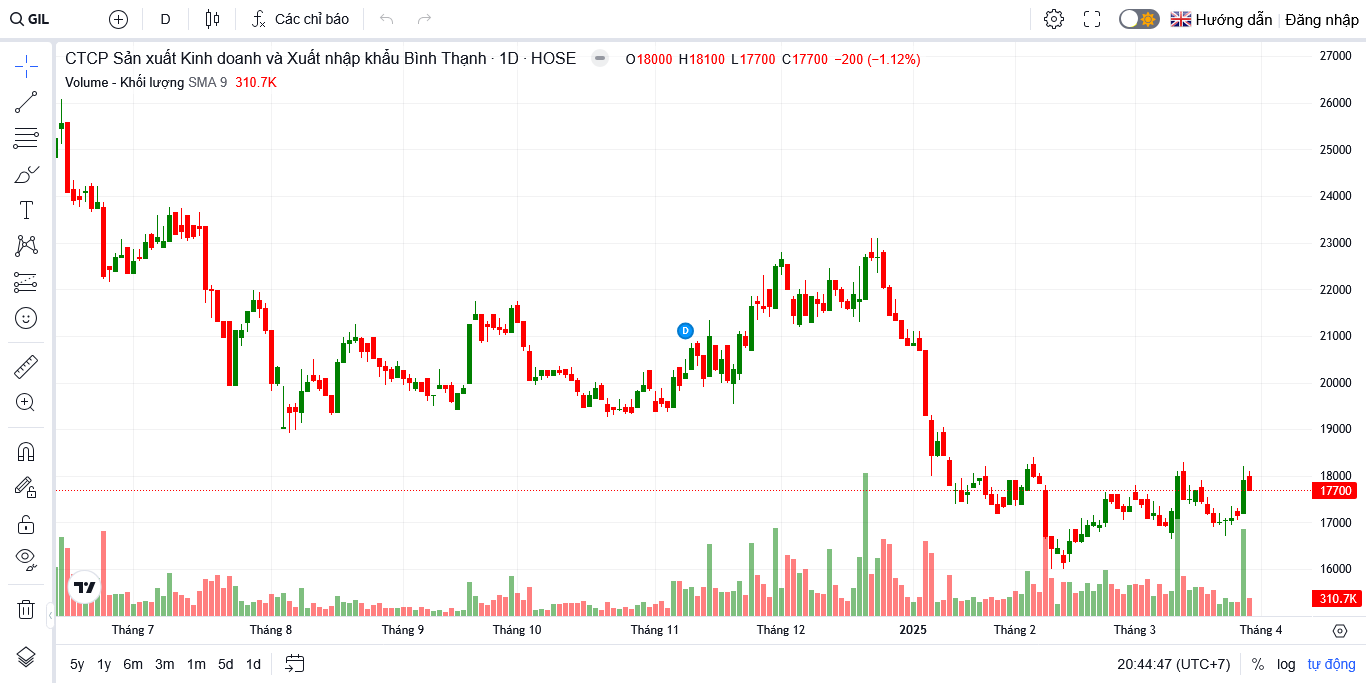 GIL D Các chỉ báo Hướng dẫn Đăng nhập
CTCP Sản xuất Kinh doanh và Xuất nhập khẩu Bình Thạnh · 1D · HOSE O18000 H18100 L17700 C17700 −200 (−1.12%)
Volume - Khối lượng SMA 9 310.7K
27000
26000
25000
24000
23000
22000
D
21000
20000
19000
18000
17700
17000
16000
310.7K
Tháng 7 Tháng 8 Tháng 9 Tháng 10 Tháng 11 Tháng 12 2025 Tháng 2 Tháng 3 Tháng 4
5y 1y 6m 3m 1m 5d 1d 20:44:47 (UTC+7) % log tự động